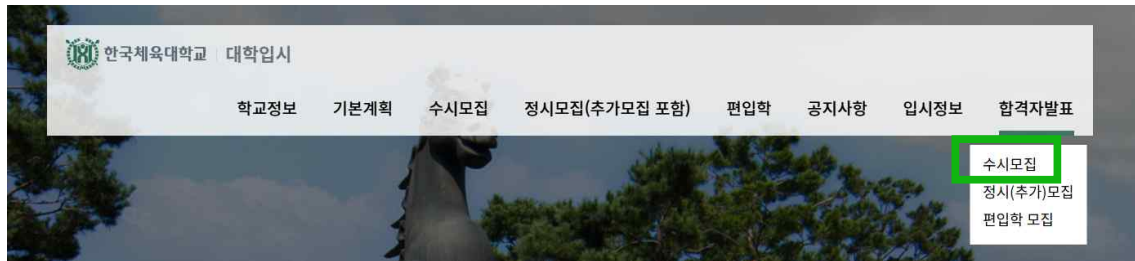 한국체육대학교 대학입시
학교정보 기본계획 수시모집 정시모집(추가모집 포함) 편입학 공지사항 입시정보 합격자발표
수시모집
정시(추가)모집
편입학 모집